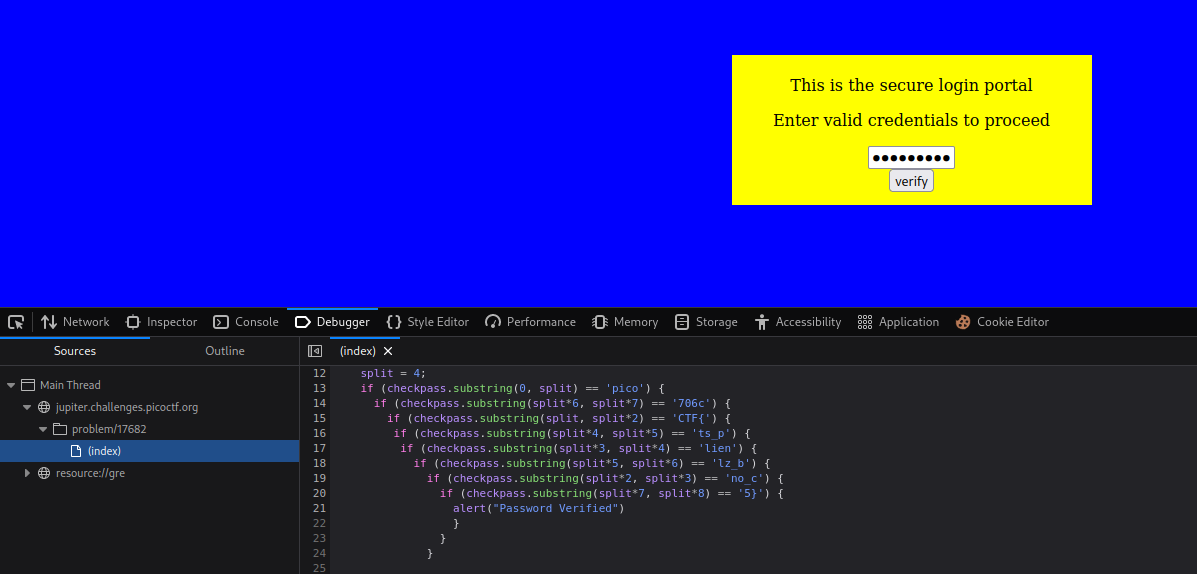 This is the secure login portal
Enter valid credentials to proceed
●●●●●●●●●
verify
Network Inspector Console Debugger {} Style Editor Performance Memory Storage Accessibility Application Cookie Editor
Sources Outline (index)
Main Thread
jupiter.challenges.picoctf.org
problem/17682
(index)
resource://gre
12 split = 4;
13 if (checkpass.substring(0, split) == 'pico') {
14 if (checkpass.substring(split*6, split*7) == '706c') {
15 if (checkpass.substring(split, split*2) == 'CTF{') {
16 if (checkpass.substring(split*4, split*5) == 'ts_p') {
17 if (checkpass.substring(split*3, split*4) == 'lien') {
18 if (checkpass.substring(split*5, split*6) == 'lz_b') {
19 if (checkpass.substring(split*2, split*3) == 'no_c') {
20 if (checkpass.substring(split*7, split*8) == '5}') {
21 alert("Password Verified")
22 }
23 }
24 }
25